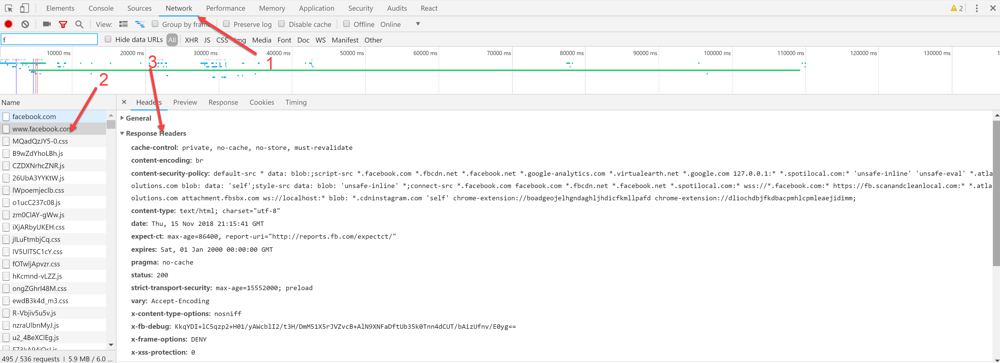 Elements Console Sources Network Performance Memory Application Security Audits React 2
View: Group by frame Preserve log Disable cache Offline Online
f Hide data URLs All XHR JS CSS Img Media Font Doc WS Manifest Other
10000 ms 20000 ms 30000 ms 40000 ms 50000 ms 60000 ms 70000 ms 80000 ms 90000 ms 100000 ms 110000 ms 120000 ms 130000 ms 1
3 1
2
Name
facebook.com
www.facebook.com
MQadQzJY5-0.css
B9wZdYhoLBh.js
CZDXNrhcZNR.js
26UbA3YYKtW.js
lWpoemjeclb.css
o1ucC237c08.js
zm0ClAY-gWw.js
iXjARbyUKEH.css
jILuFtmbjCq.css
IV5UlTSC1cY.css
fOTwljApvzr.css
hKcmnd-vLZZ.js
ongZGhrI48M.css
ewdB3k4d_m3.css
R-Vbjiv5u5v.js
nzraUlbnMyJ.js
u2_4BeXClEg.js
495 / 536 requests | 5.9 MB / 6.0 ...
Headers Preview Response Cookies Timing
General
Response Headers
cache-control: private, no-cache, no-store, must-revalidate
content-encoding: br
content-security-policy: default-src * data: blob:;script-src *.facebook.com *.fbcdn.net *.facebook.net *.google-analytics.com *.virtualearth.net *.google.com 127.0.0.1:* *.spotilocal.com:* 'unsafe-inline' 'unsafe-eval' *.atla
olutions.com blob: data: 'self';style-src data: blob: 'unsafe-inline' *;connect-src *.facebook.com facebook.com *.fbcdn.net *.facebook.net *.spotilocal.com:* wss://*.facebook.com:* https://fb.scanandcleanlocal.com:* *.atla
olutions.com attachment.fbsbx.com ws://localhost:* blob: *.cdninstagram.com 'self' chrome-extension://boadgeojelhgndaghljhdicfkmllpafd chrome-extension://dliochdbjfkdbacpmhlcpmleaejidimm;
content-type: text/html; charset="utf-8"
date: Thu, 15 Nov 2018 21:15:41 GMT
expect-ct: max-age=86400, report-uri="http://reports.fb.com/expectct/"
expires: Sat, 01 Jan 2000 00:00:00 GMT
pragma: no-cache
status: 200
strict-transport-security: max-age=15552000; preload
vary: Accept-Encoding
x-content-type-options: nosniff
x-fb-debug: KkqYDI+lC5qzp2+H01/yAWcblI2/t3H/DmM51X5rJVZvcB+AlN9XNFaDftUb35k0Tnn4dCUT/bAizUfnv/E0yg==
x-frame-options: DENY
x-xss-protection: 0